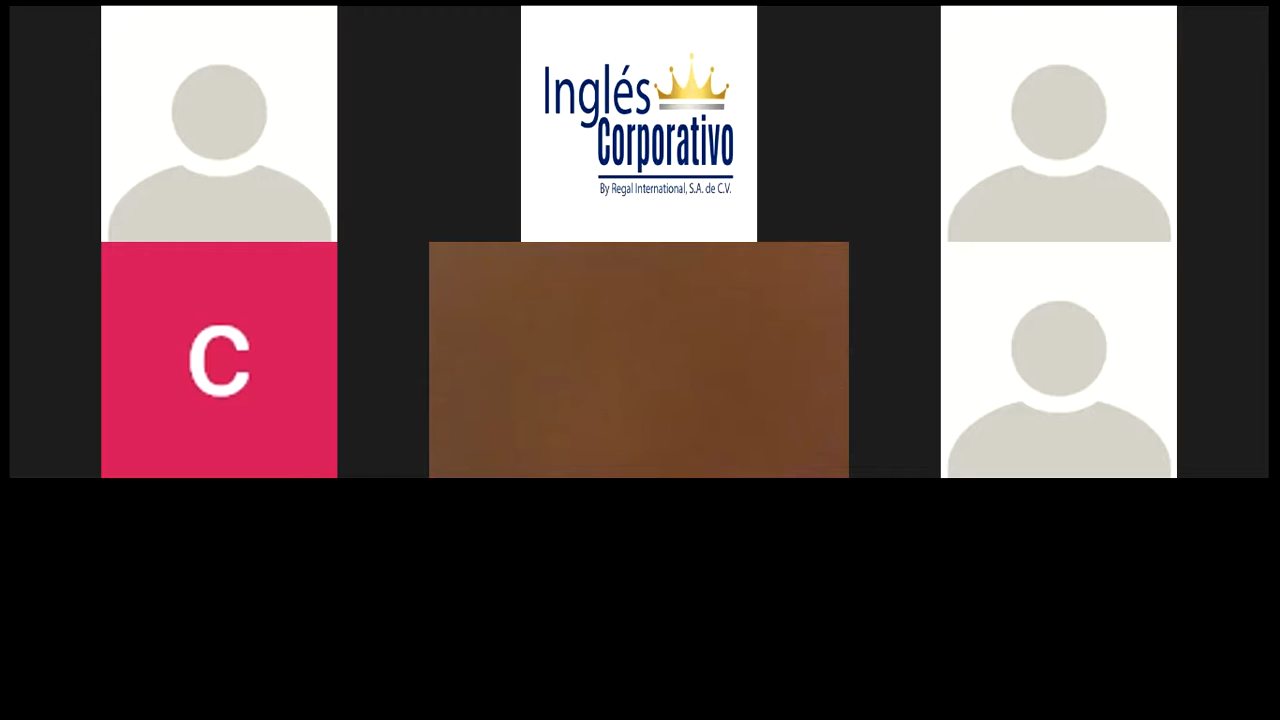 Inglés
Corporativo
By Regal International, S.A. de C.V.
C